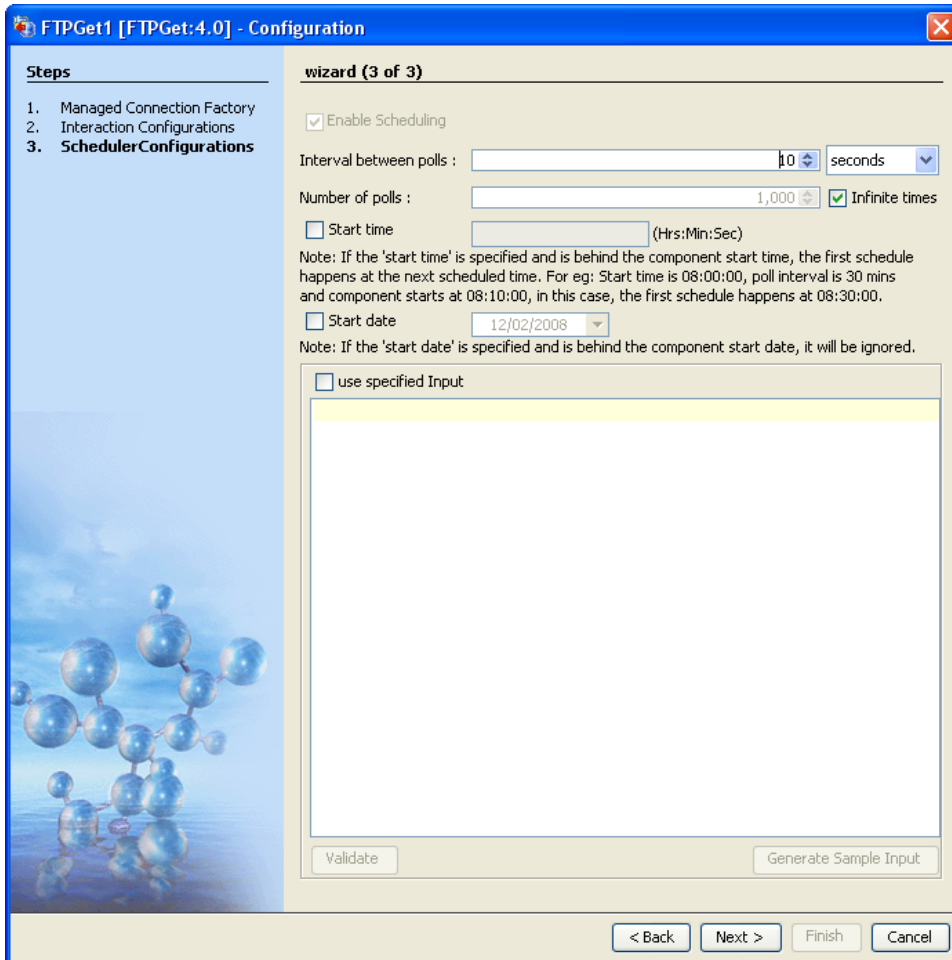 FTPGet1 [FTPGet:4.0] - Configuration
Steps
1. Managed Connection Factory
2. Interaction Configurations
3. SchedulerConfigurations
wizard (3 of 3)
Enable Scheduling
Interval between polls : 10 seconds
Number of polls : 1,000 Infinite times
Start time (Hrs:Min:Sec)
Note: If the 'start time' is specified and is behind the component start time, the first schedule
happens at the next scheduled time. For eg: Start time is 08:00:00, poll interval is 30 mins
and component starts at 08:10:00, in this case, the first schedule happens at 08:30:00.
Start date 12/02/2008
Note: If the 'start date' is specified and is behind the component start date, it will be ignored.
use specified Input
Validate Generate Sample Input
< Back Next > Finish Cancel